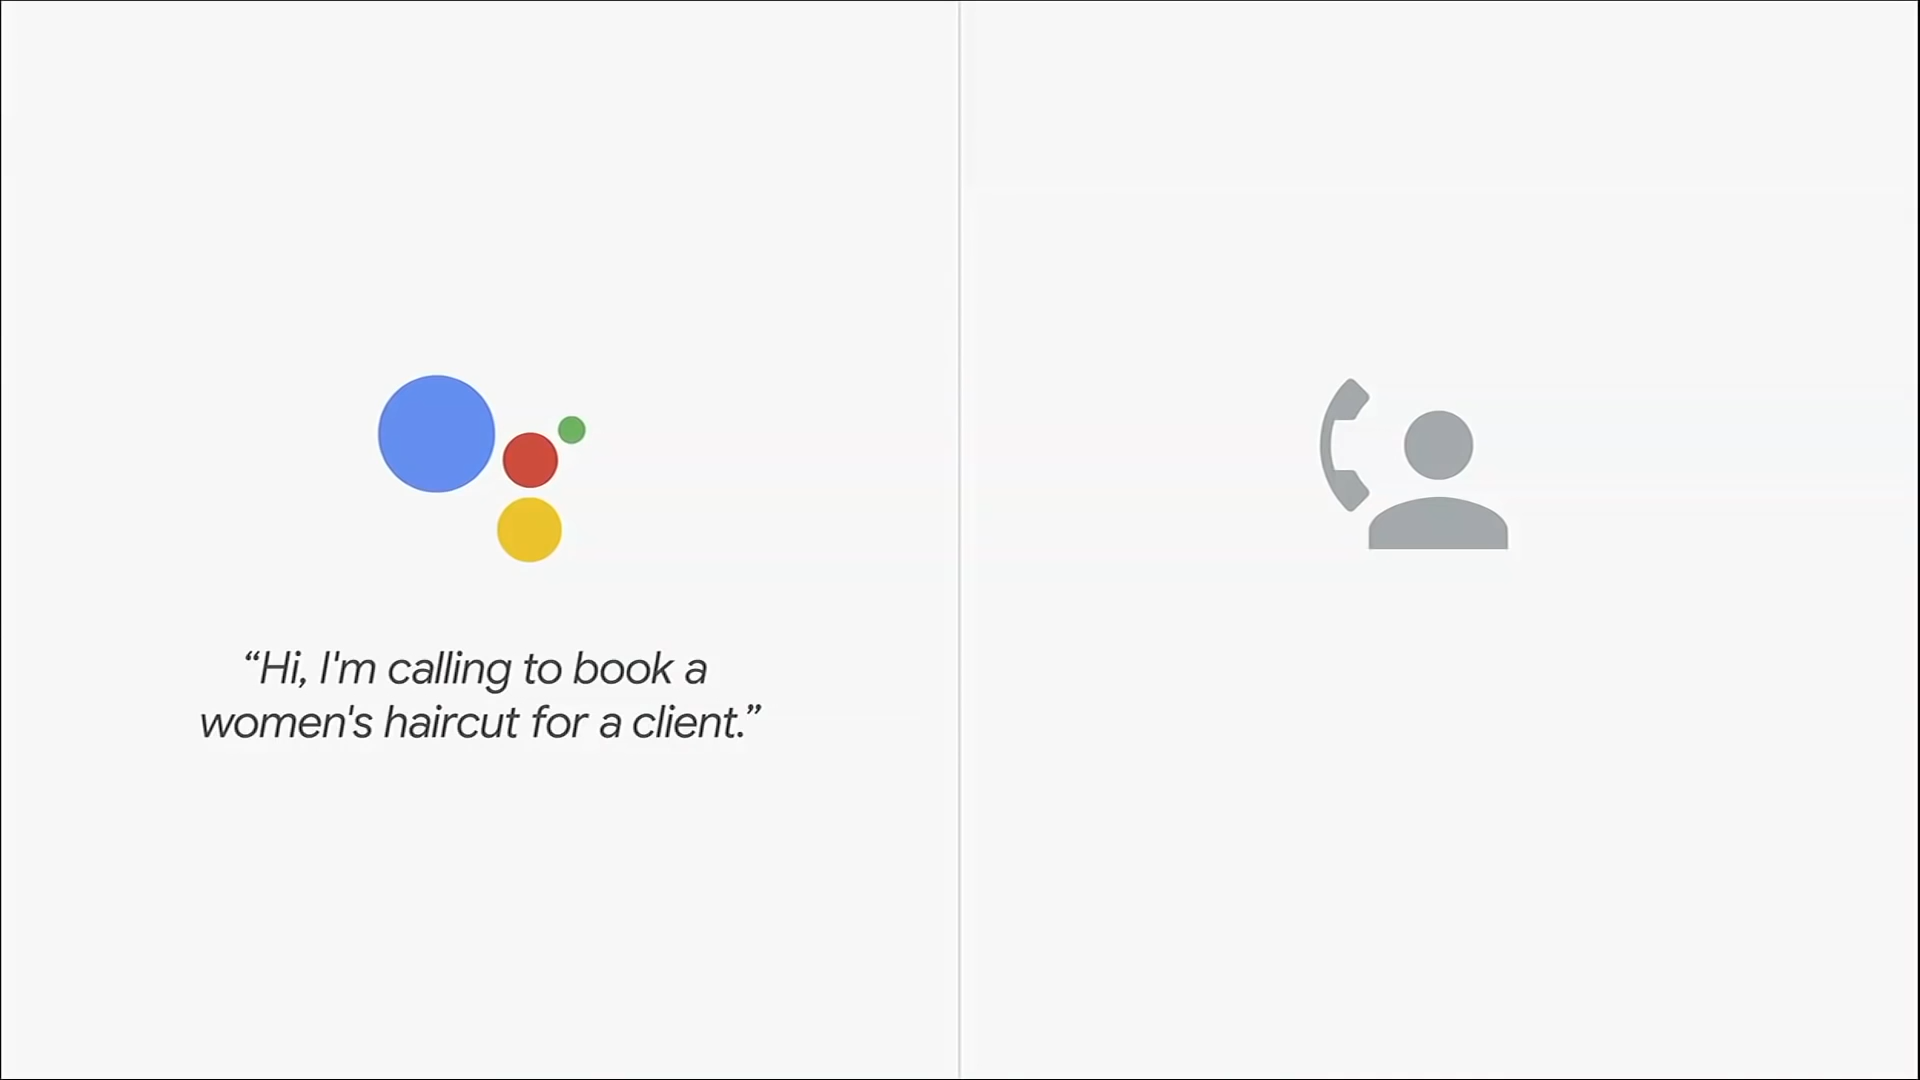 “Hi, I'm calling to book a
women's haircut for a client.”